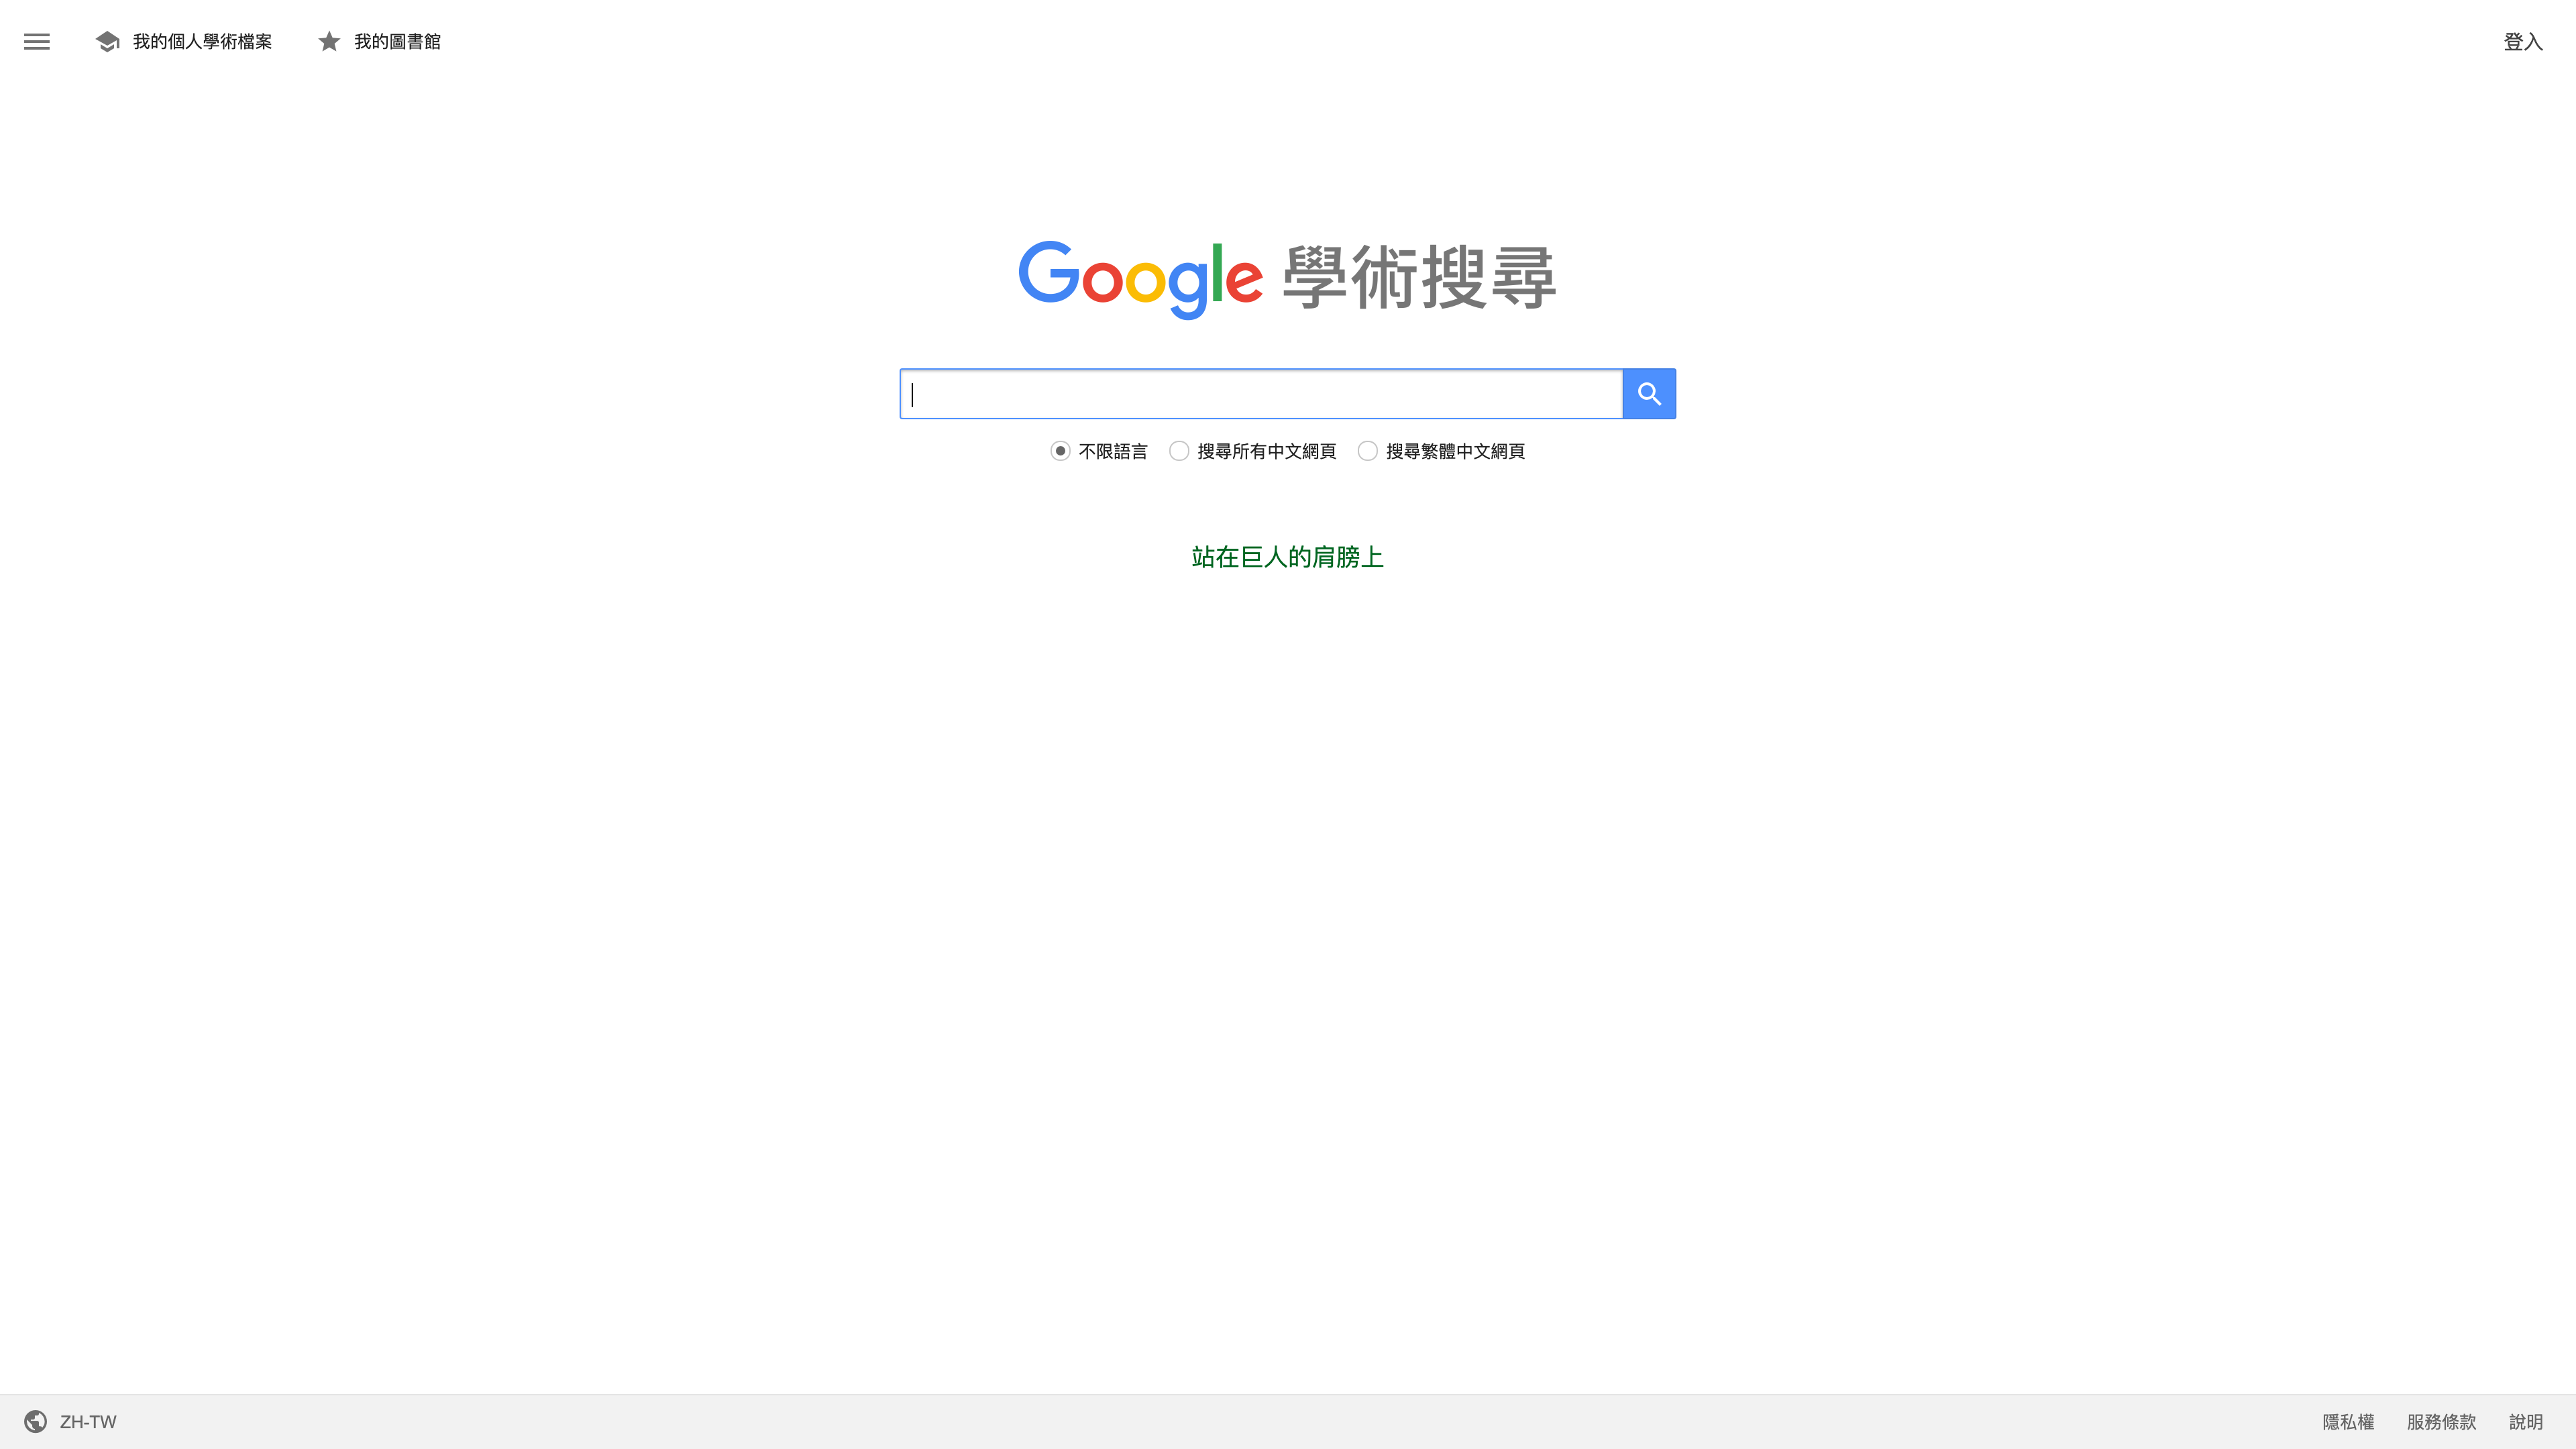 我的個人學術檔案 我的圖書館 登入
Google 學術搜尋
不限語言 搜尋所有中文網頁 搜尋繁體中文網頁
站在巨人的肩膀上
ZH-TW 隱私權 服務條款 說明